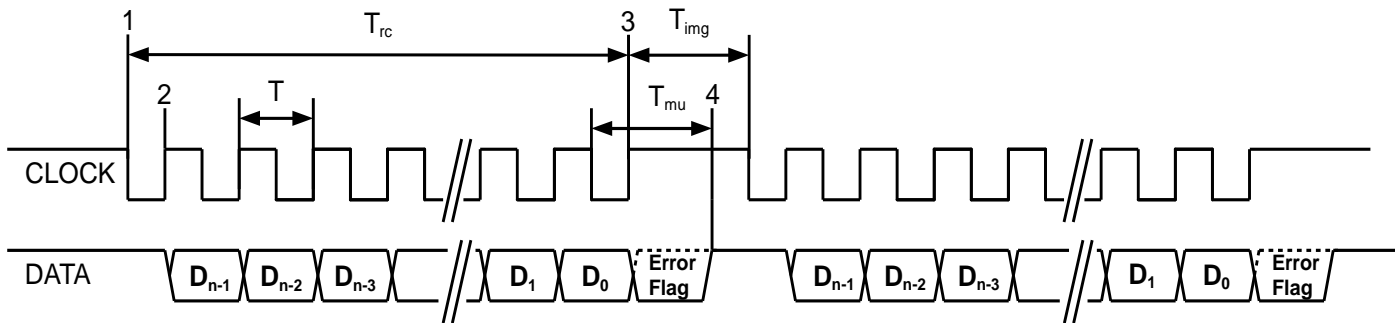 1 T_rc 3 T_img
2 T T_mu 4
CLOCK
DATA D_n-1 D_n-2 D_n-3 D_1 D_0 Error Flag D_n-1 D_n-2 D_n-3 D_1 D_0 Error Flag